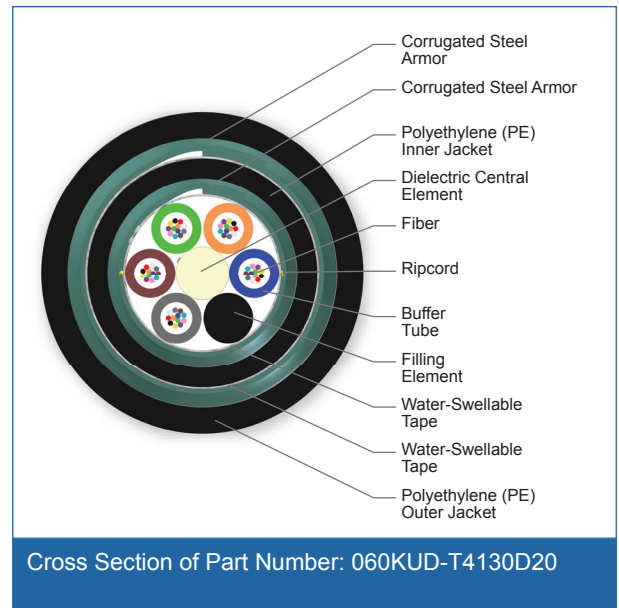 Corrugated Steel
Armor
Corrugated Steel Armor
Polyethylene (PE)
Inner Jacket
Dielectric Central
Element
Fiber
Ripcord
Buffer
Tube
Filling
Element
Water-Swellable
Tape
Water-Swellable
Tape
Polyethylene (PE)
Outer Jacket
Cross Section of Part Number: 060KUD-T4130D20